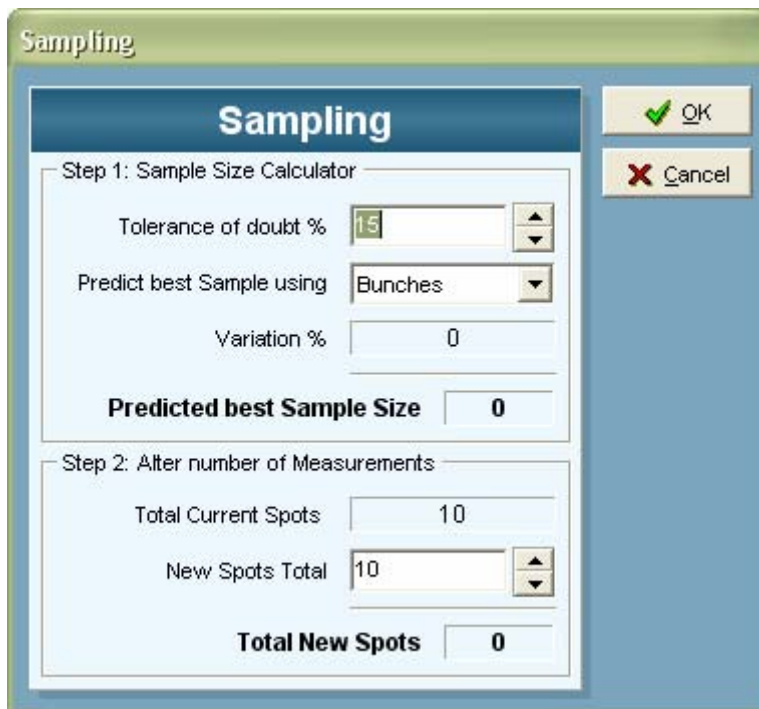 Sampling
Sampling
OK
Cancel
Step 1: Sample Size Calculator
Tolerance of doubt % 15
Predict best Sample using Bunches
Variation % 0
Predicted best Sample Size 0
Step 2: Alter number of Measurements
Total Current Spots 10
New Spots Total 10
Total New Spots 0